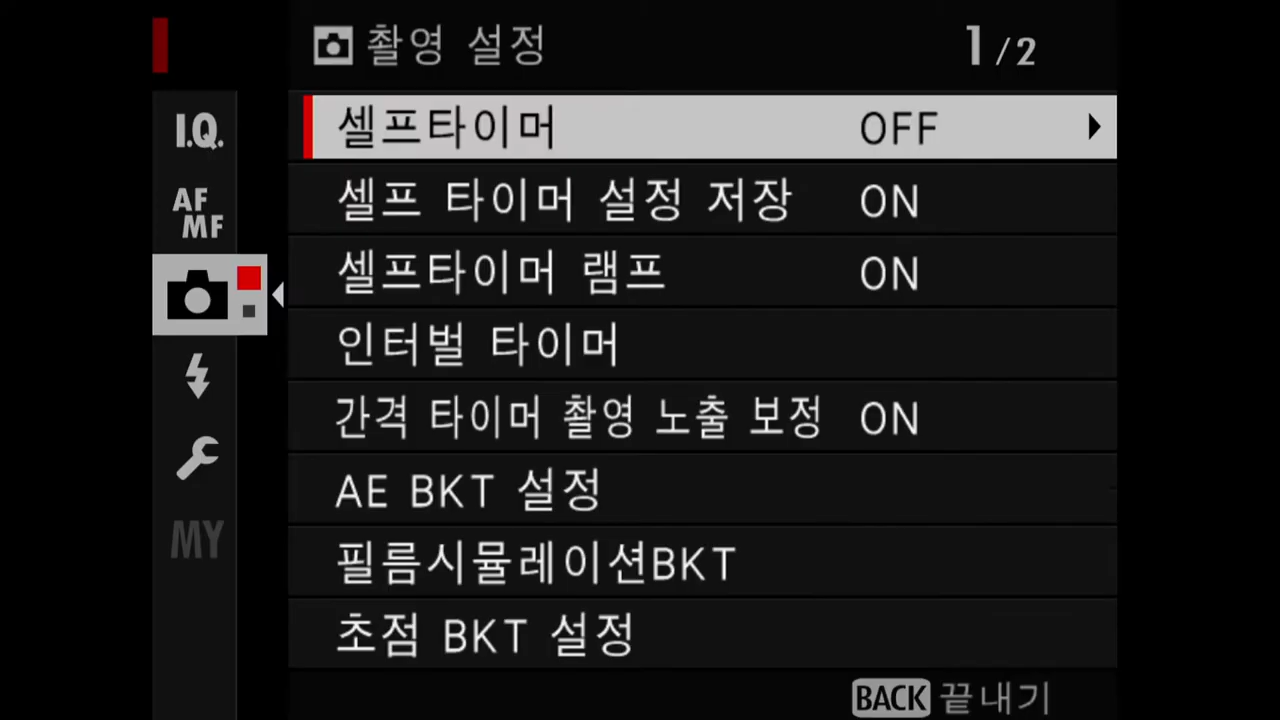 촬영 설정 1/2
I.Q.
AF
MF
MY
셀프타이머 OFF
셀프 타이머 설정 저장 ON
셀프타이머 램프 ON
인터벌 타이머
간격 타이머 촬영 노출 보정 ON
AE BKT 설정
필름시뮬레이션BKT
초점 BKT 설정
BACK 끝내기